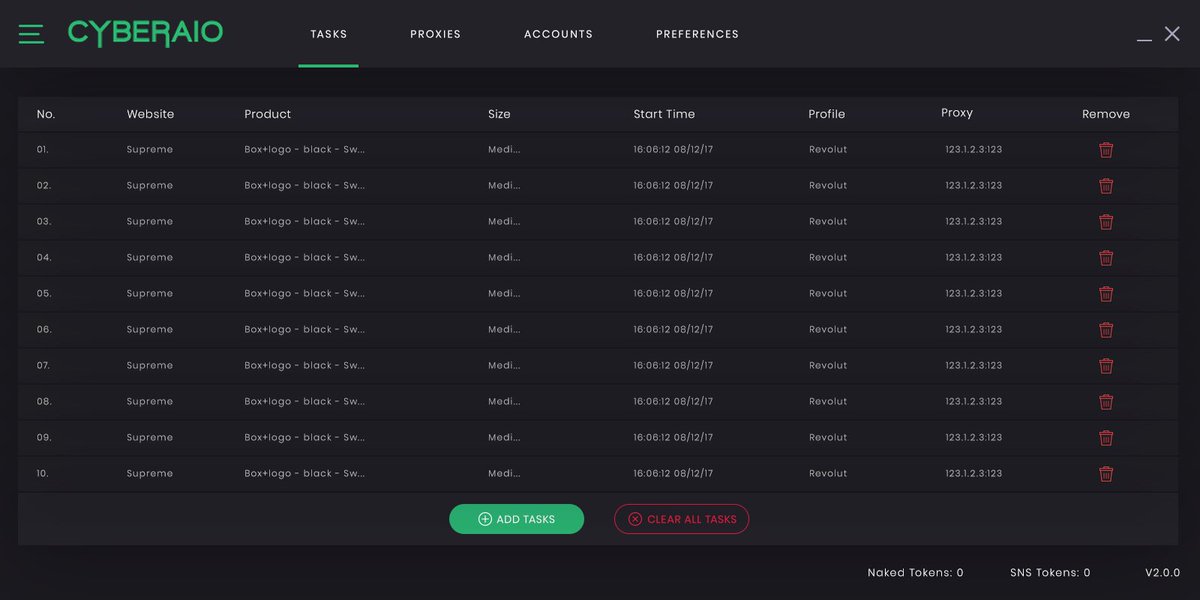 CYBERAIO TASKS PROXIES ACCOUNTS PREFERENCES
No. Website Product Size Start Time Profile Proxy Remove
01. Supreme Box+logo - black - Sw... Medi... 16:06:12 08/12/17 Revolut 123.1.2.3:123
02. Supreme Box+logo - black - Sw... Medi... 16:06:12 08/12/17 Revolut 123.1.2.3:123
03. Supreme Box+logo - black - Sw... Medi... 16:06:12 08/12/17 Revolut 123.1.2.3:123
04. Supreme Box+logo - black - Sw... Medi... 16:06:12 08/12/17 Revolut 123.1.2.3:123
05. Supreme Box+logo - black - Sw... Medi... 16:06:12 08/12/17 Revolut 123.1.2.3:123
06. Supreme Box+logo - black - Sw... Medi... 16:06:12 08/12/17 Revolut 123.1.2.3:123
07. Supreme Box+logo - black - Sw... Medi... 16:06:12 08/12/17 Revolut 123.1.2.3:123
08. Supreme Box+logo - black - Sw... Medi... 16:06:12 08/12/17 Revolut 123.1.2.3:123
09. Supreme Box+logo - black - Sw... Medi... 16:06:12 08/12/17 Revolut 123.1.2.3:123
10. Supreme Box+logo - black - Sw... Medi... 16:06:12 08/12/17 Revolut 123.1.2.3:123
ADD TASKS CLEAR ALL TASKS
Naked Tokens: 0 SNS Tokens: 0 V2.0.0